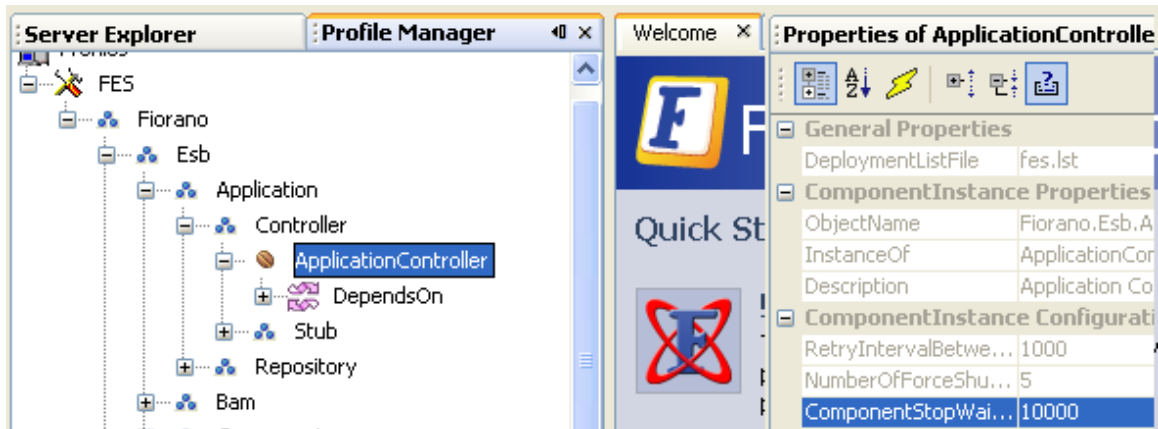 Server Explorer
Profile Manager
FES
Fiorano
Esb
Application
Controller
ApplicationController
DependsOn
Stub
Repository
Bam
Welcome
F
Quick St
Properties of ApplicationControlle
General Properties
DeploymentListFile fes.lst
ComponentInstance Properties
ObjectName Fiorano.Esb.A
InstanceOf ApplicationCor
Description Application Co
ComponentInstance Configurati
RetryIntervalBetwe... 1000
NumberOfForceShu... 5
ComponentStopWai... 10000